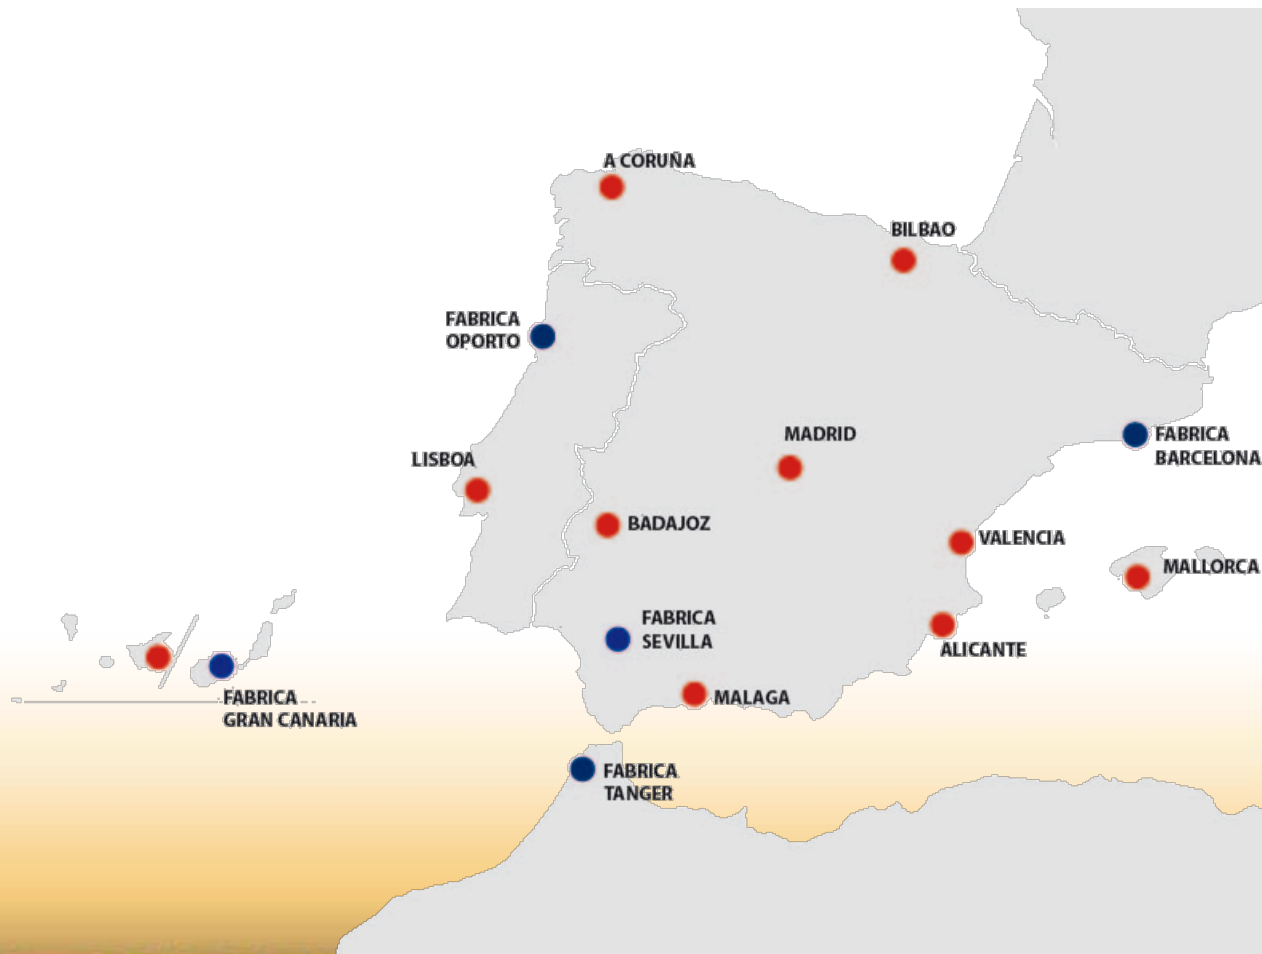 A CORUÑA
BILBAO
FABRICA
OPORTO
MADRID
FABRICA
BARCELONA
LISBOA
BADAJOZ
VALENCIA
MALLORCA
FABRICA
SEVILLA
ALICANTE
MALAGA
FABRICA
GRAN CANARIA
FABRICA
TANGER